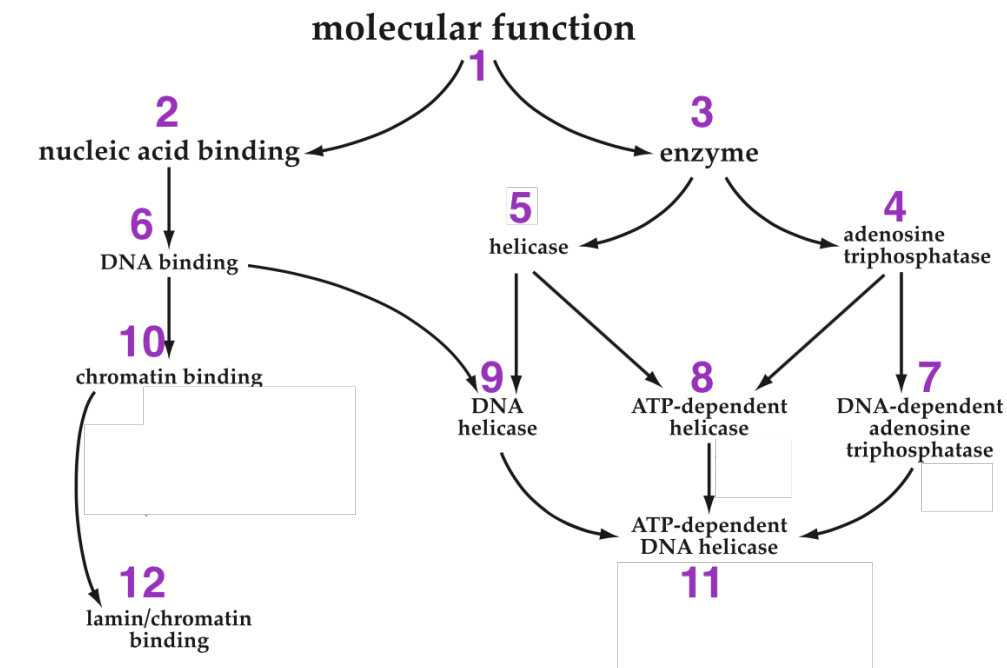 molecular function
1
2
nucleic acid binding
3
enzyme
6
DNA binding
5
helicase
4
adenosine
triphosphatase
10
chromatin binding
9
DNA
helicase
8
ATP-dependent
helicase
7
DNA-dependent
adenosine
triphosphatase
ATP-dependent
DNA helicase
11
12
lamin/chromatin
binding